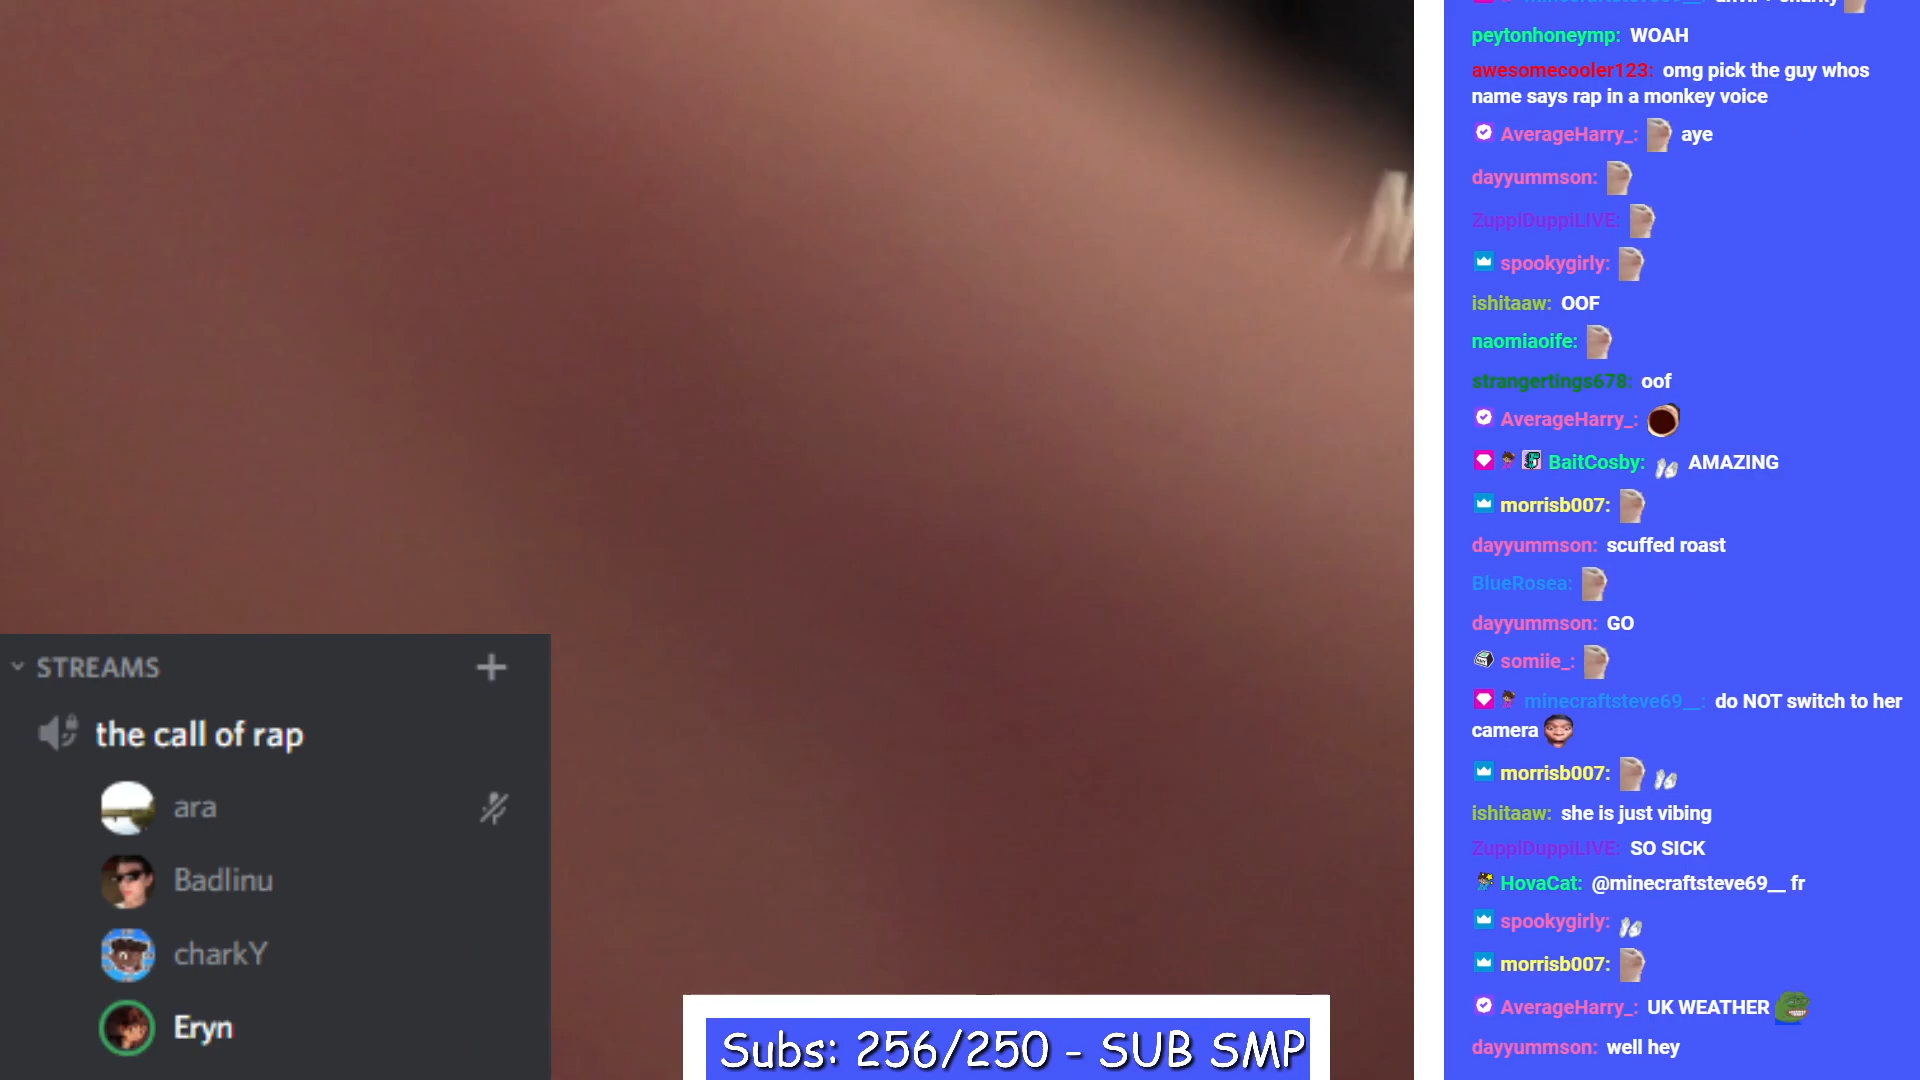 STREAMS
the call of rap
ara
Badlinu
charkY
Eryn
Subs: 256/250 - SUB SMP
peytonhoneymp: WOAH
awesomecooler123: omg pick the guy whos
name says rap in a monkey voice
AverageHarry_: aye
dayyummson:
ZuppiDuppiLIVE:
spookygirly:
ishitaaw: OOF
naomiaoife:
strangertings678: oof
AverageHarry_:
BaitCosby: AMAZING
morrisb007:
dayyummson: scuffed roast
BlueRosea:
dayyummson: GO
somiie_:
minecraftsteve69__: do NOT switch to her
camera
morrisb007:
ishitaaw: she is just vibing
ZuppiDuppiLIVE: SO SICK
HovaCat: @minecraftsteve69__ fr
spookygirly:
morrisb007:
AverageHarry_: UK WEATHER
dayyummson: well hey